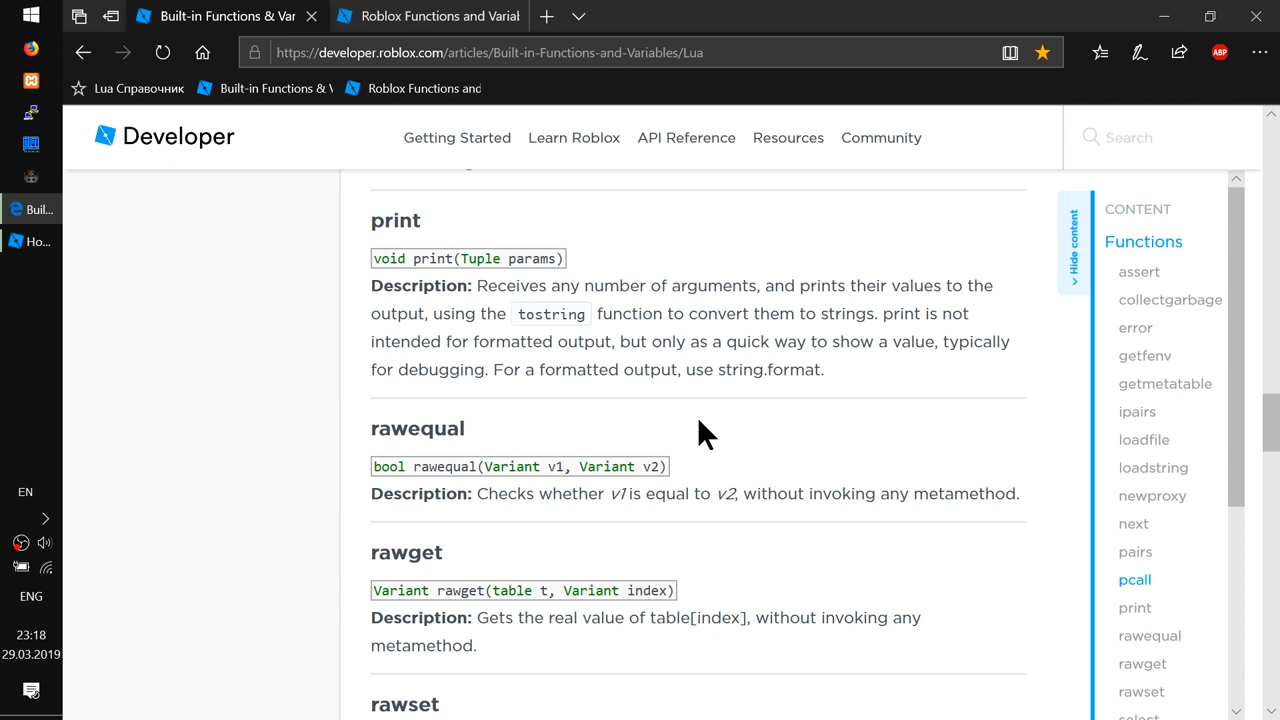 Built-in Functions & Var
Roblox Functions and Varial
https://developer.roblox.com/articles/Built-in-Functions-and-Variables/Lua
ABP
Lua Справочник
Built-in Functions & V
Roblox Functions and
Developer
Getting Started
Learn Roblox
API Reference
Resources
Community
Search
print
void print(Tuple params)
Description: Receives any number of arguments, and prints their values to the
output, using the tostring function to convert them to strings. print is not
intended for formatted output, but only as a quick way to show a value, typically
for debugging. For a formatted output, use string.format.
rawequal
bool rawequal(Variant v1, Variant v2)
Description: Checks whether v1 is equal to v2, without invoking any metamethod.
rawget
Variant rawget(table t, Variant index)
Description: Gets the real value of table[index], without invoking any
metamethod.
rawset
Hide content
CONTENT
Functions
assert
collectgarbage
error
getfenv
getmetatable
ipairs
loadfile
loadstring
newproxy
next
pairs
pcall
print
rawequal
rawget
rawset
select
Buil...
Ho...
EN
ENG
23:18
29.03.2019